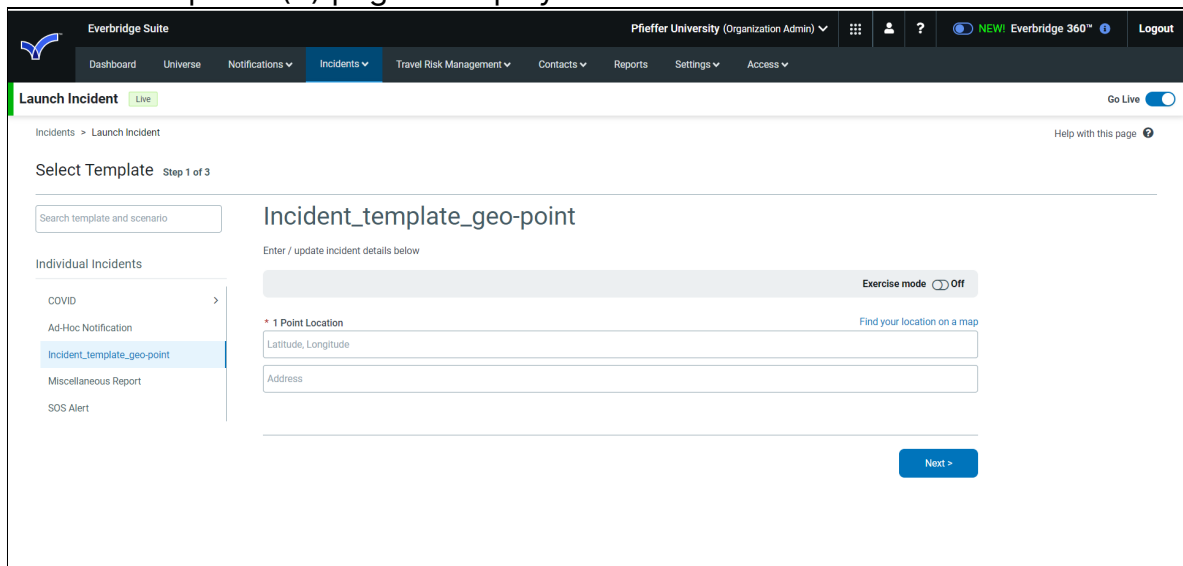 Everbridge Suite
Pfieffer University (Organization Admin)
?
NEW! Everbridge 360™
Logout
Dashboard Universe Notifications Incidents Travel Risk Management Contacts Reports Settings Access
Launch Incident Live
Go Live
Incidents > Launch Incident
Help with this page ?
Select Template Step 1 of 3
Search template and scenario
Individual Incidents
COVID >
Ad-Hoc Notification
Incident_template_geo-point
Miscellaneous Report
SOS Alert
Incident_template_geo-point
Enter / update incident details below
Exercise mode Off
* 1 Point Location
Find your location on a map
Latitude, Longitude
Address
Next >